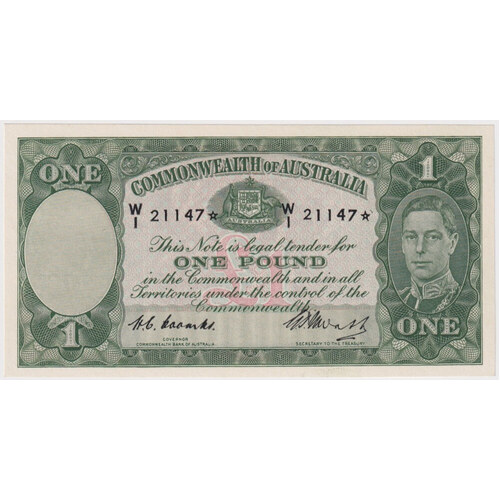 COMMONWEALTH OF AUSTRALIA
ONE 1
W/1 21147★ W/1 21147★
AUSTRALIA
This Note is legal tender for
ONE POUND
in the Commonwealth and in all
Territories under the control of the
Commonwealth
£1
1 ONE
GOVERNOR SECRETARY TO THE TREASURY
COMMONWEALTH BANK OF AUSTRALIA